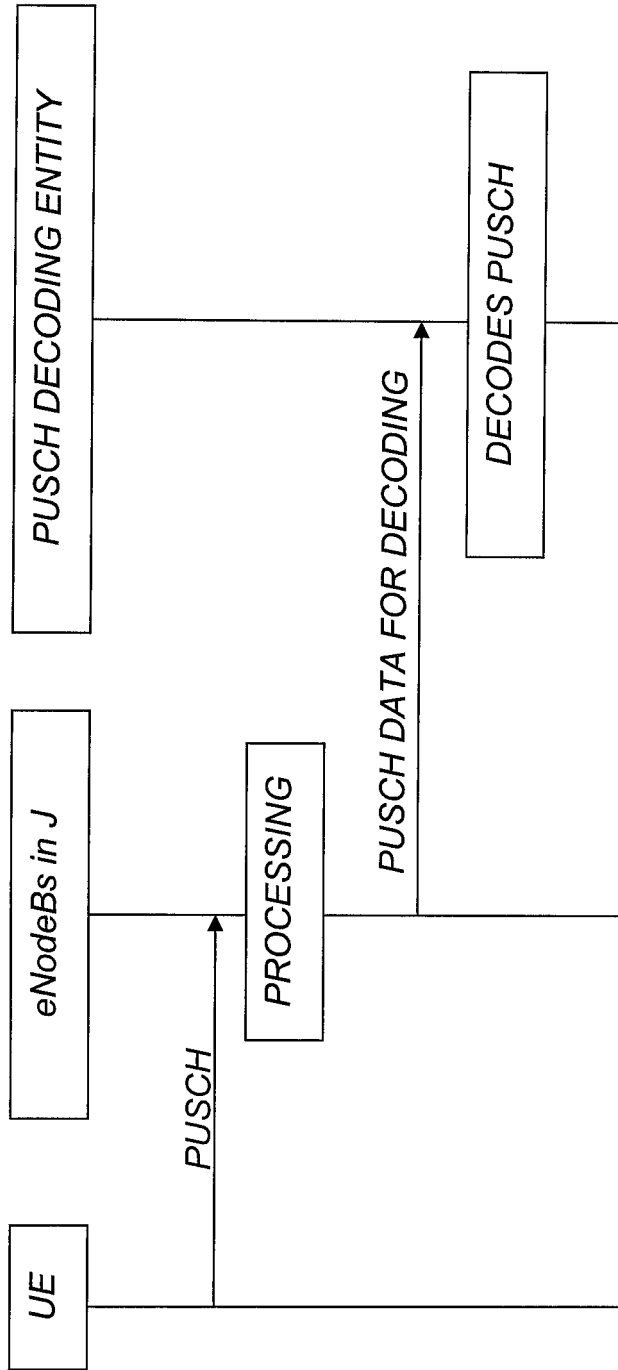 UE
eNodeBs in J
PUSCH DECODING ENTITY
PUSCH
PROCESSING
PUSCH DATA FOR DECODING
DECODES PUSCH